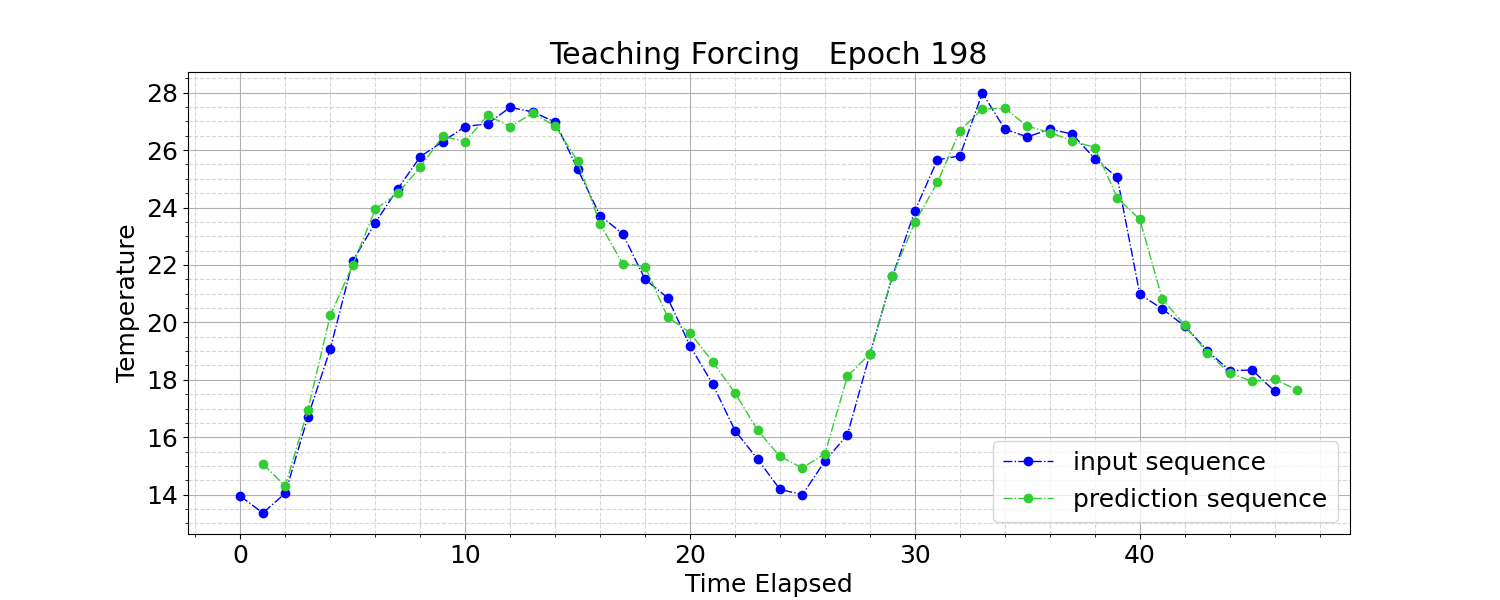 Teaching Forcing   Epoch 198
28
26
24
22
20
18
16
14
Temperature
input sequence
prediction sequence
0 10 20 30 40
Time Elapsed